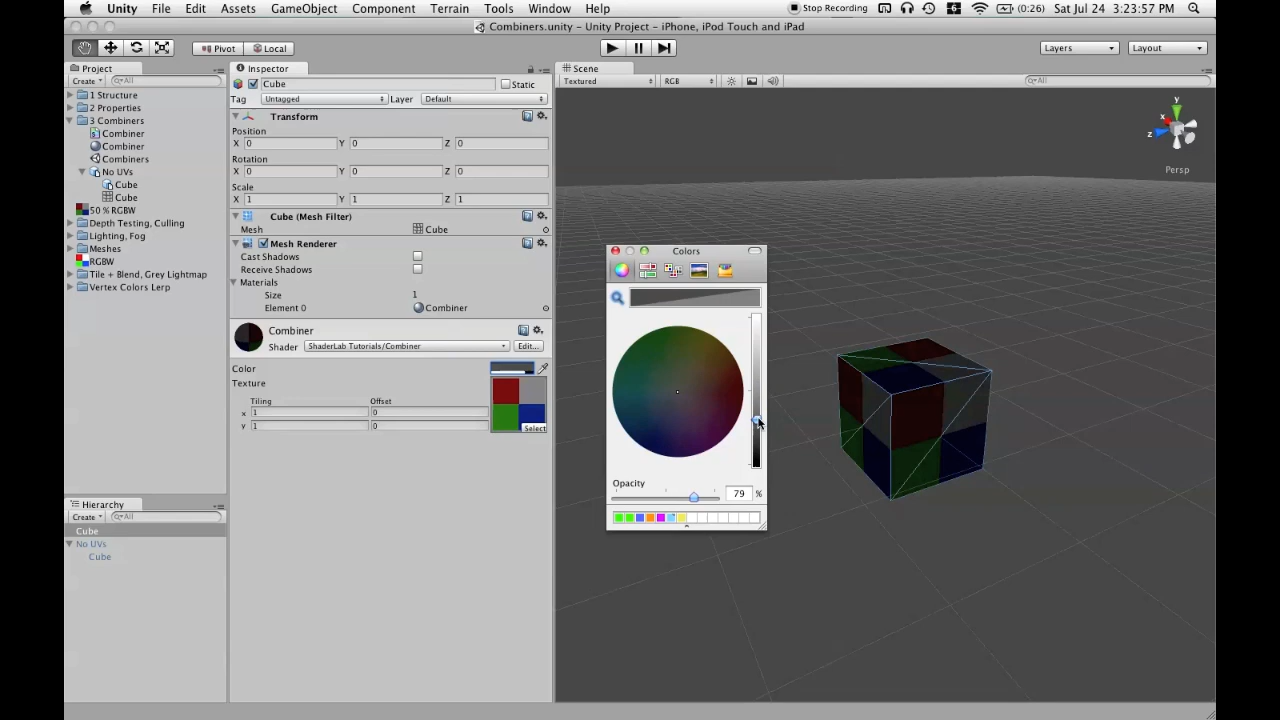 Unity File Edit Assets GameObject Component Terrain Tools Window Help Stop Recording (0:26) Sat Jul 24 3:23:57 PM
Combiners.unity – Unity Project – iPhone, iPod Touch and iPad
Pivot Local Layers Layout
Project
Create All
1 Structure
2 Properties
3 Combiners
Combiner
Combiner
Combiners
No UVs
Cube
Cube
50 % RGBW
Depth Testing, Culling
Lighting, Fog
Meshes
RGBW
Tile + Blend, Grey Lightmap
Vertex Colors Lerp
Hierarchy
Create All
Cube
No UVs
Cube
Inspector
Cube Static
Tag Untagged Layer Default
Transform
Position
X 0 Y 0 Z 0
Rotation
X 0 Y 0 Z 0
Scale
X 1 Y 1 Z 1
Cube (Mesh Filter)
Mesh Cube
Mesh Renderer
Cast Shadows
Receive Shadows
Materials
Size 1
Element 0 Combiner
Combiner
Shader ShaderLab Tutorials/Combiner Edit...
Color
Texture
Tiling Offset
x 1 0
y 1 0
Select
Scene
Textured RGB All
y
x
z
Persp
Colors
Opacity
79 %